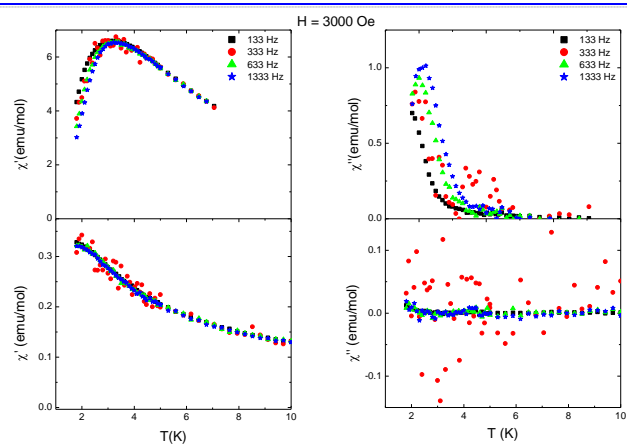 H = 3000 Oe
133 Hz
333 Hz
633 Hz
1333 Hz
6
4
2
0
χ'(emu/mol)
133 Hz
333 Hz
633 Hz
1333 Hz
1.0
0.5
0.0
χ''(emu/mol)
0.3
0.2
0.1
0.0
χ' (emu/mol)
2 4 6 8 10
T(K)
0.1
0.0
-0.1
χ'' (emu/mol)
2 4 6 8 10
T (K)